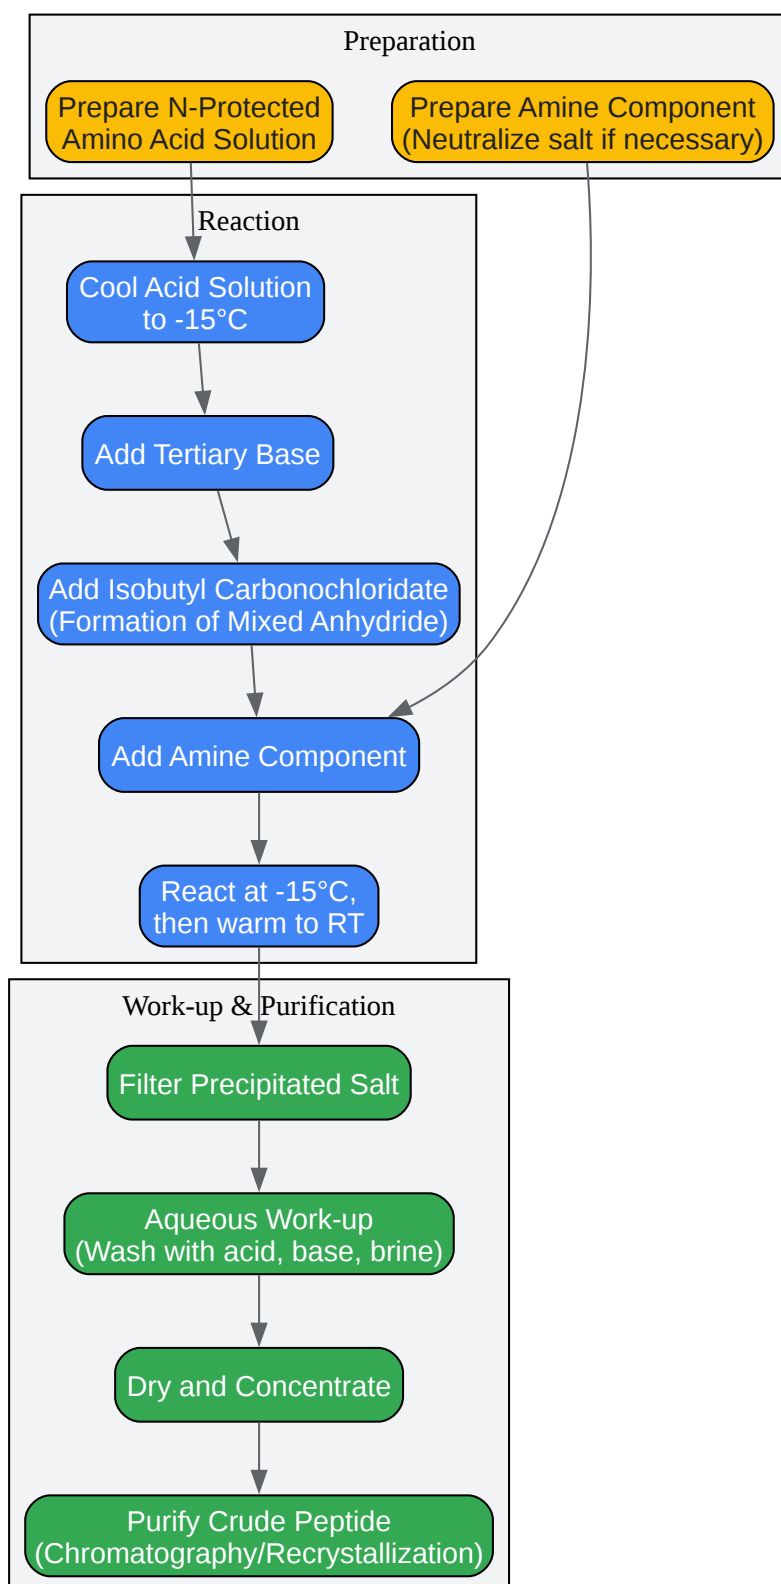 Preparation
Prepare N-Protected
Amino Acid Solution
Prepare Amine Component
(Neutralize salt if necessary)
Reaction
Cool Acid Solution
to -15°C
Add Tertiary Base
Add Isobutyl Carbonochloridate
(Formation of Mixed Anhydride)
Add Amine Component
React at -15°C,
then warm to RT
Work-up & Purification
Filter Precipitated Salt
Aqueous Work-up
(Wash with acid, base, brine)
Dry and Concentrate
Purify Crude Peptide
(Chromatography/Recrystallization)